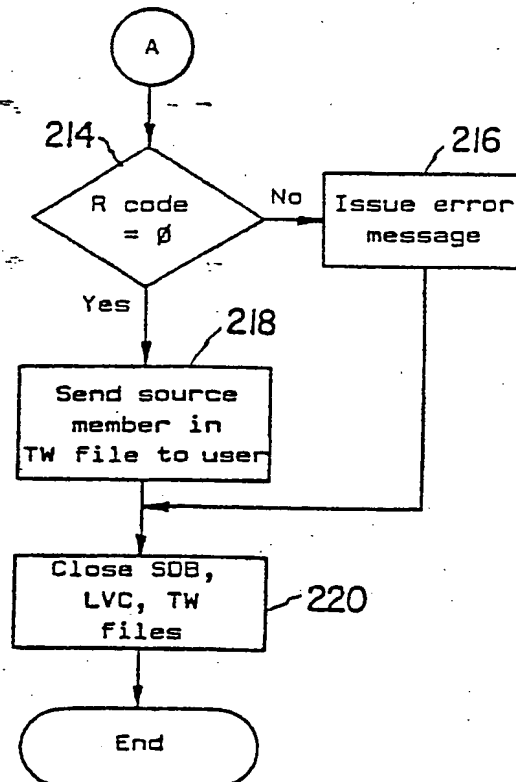 A
214
R code
= Ø
No
216
Issue error
message
Yes
218
Send source
member in
TW file to user
Close SDB,
LVC, TW
files
220
End